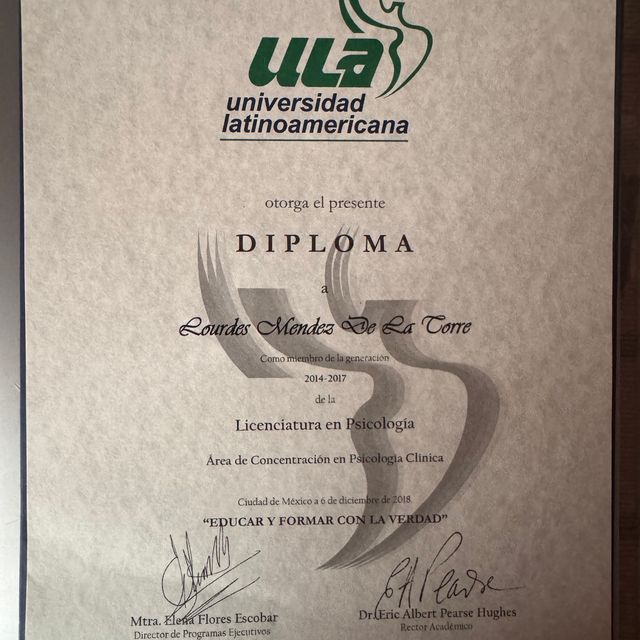 ULA
universidad
latinoamericana
otorga el presente
DIPLOMA
a
Lourdes Mendez De La Torre
Como miembro de la generación
2014-2017
de la
Licenciatura en Psicología
Área de Concentración en Psicología Clínica
Ciudad de México a 6 de diciembre de 2018.
“EDUCAR Y FORMAR CON LA VERDAD”
EA Pearse
Mtra. Elena Flores Escobar
Dr. Eric Albert Pearse Hughes
Director de Programas Ejecutivos
Rector Académico